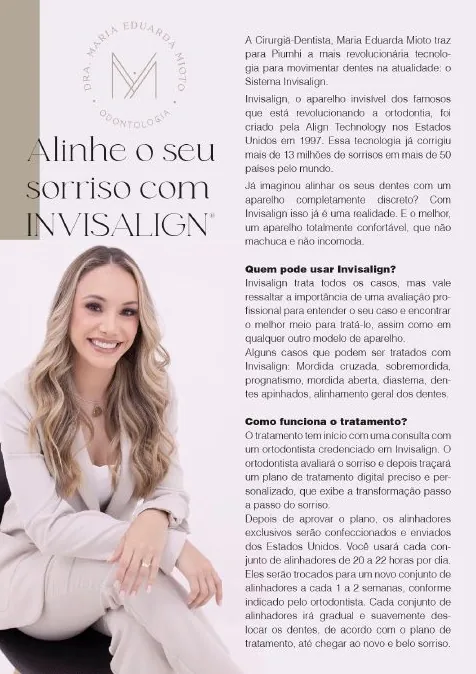 DRA. MARIA EDUARDA MIOTO
ODONTOLOGIA
Alinhe o seu
sorriso com
INVISALIGN®
A Cirurgiã-Dentista, Maria Eduarda Mioto traz
para Piumhi a mais revolucionária tecnolo-
gia para movimentar dentes na atualidade: o
Sistema Invisalign.
Invisalign, o aparelho invisível dos famosos
que está revolucionando a ortodontia, foi
criado pela Align Technology nos Estados
Unidos em 1997. Essa tecnologia já corrigiu
mais de 13 milhões de sorrisos em mais de 50
países pelo mundo.
Já imaginou alinhar os seus dentes com um
aparelho completamente discreto? Com
Invisalign isso já é uma realidade. E o melhor,
um aparelho totalmente confortável, que não
machuca e não incomoda.
Quem pode usar Invisalign?
Invisalign trata todos os casos, mas vale
ressaltar a importância de uma avaliação pro-
fissional para entender o seu caso e encontrar
o melhor meio para tratá-lo, assim como em
qualquer outro modelo de aparelho.
Alguns casos que podem ser tratados com
Invisalign: Mordida cruzada, sobremordida,
prognatismo, mordida aberta, diastema, den-
tes apinhados, alinhamento geral dos dentes.
Como funciona o tratamento?
O tratamento tem início com uma consulta com
um ortodontista credenciado em Invisalign. O
ortodontista avaliará o sorriso e depois traçará
um plano de tratamento digital preciso e per-
sonalizado, que exibe a transformação passo
a passo do sorriso.
Depois de aprovar o plano, os alinhadores
exclusivos serão confeccionados e enviados
dos Estados Unidos. Você usará cada con-
junto de alinhadores de 20 a 22 horas por dia.
Eles serão trocados para um novo conjunto de
alinhadores a cada 1 a 2 semanas, conforme
indicado pelo ortodontista. Cada conjunto de
alinhadores irá gradual e suavemente des-
locar os dentes, de acordo com o plano de
tratamento, até chegar ao novo e belo sorriso.